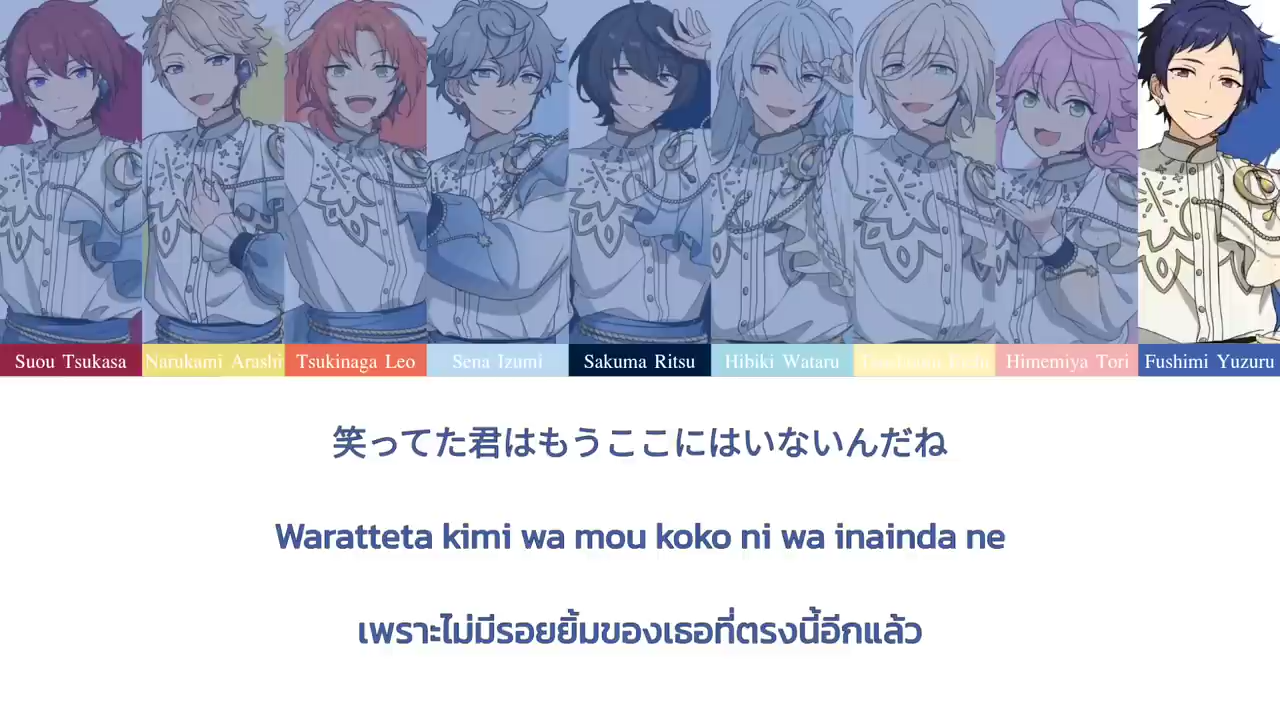 Suou Tsukasa
Narukami Arashi
Tsukinaga Leo
Sena Izumi
Sakuma Ritsu
Hibiki Wataru
Himemiya Tori
Fushimi Yuzuru
笑ってた君はもうここにはいないんだね
Waratteta kimi wa mou koko ni wa inainda ne
เพราะไม่มีรอยยิ้มของเธอที่ตรงนี้อีกแล้ว